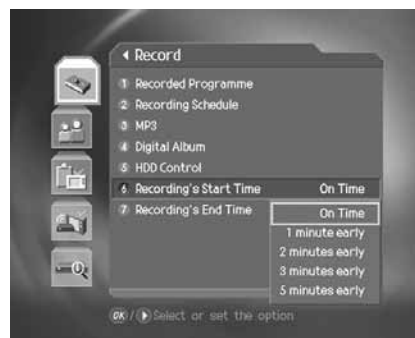 ◀ Record
1 Recorded Programme
2 Recording Schedule
3 MP3
4 Digital Album
5 HDD Control
6 Recording's Start Time On Time
7 Recording's End Time On Time
1 minute early
2 minutes early
3 minutes early
5 minutes early
OK / ▶ Select or set the option